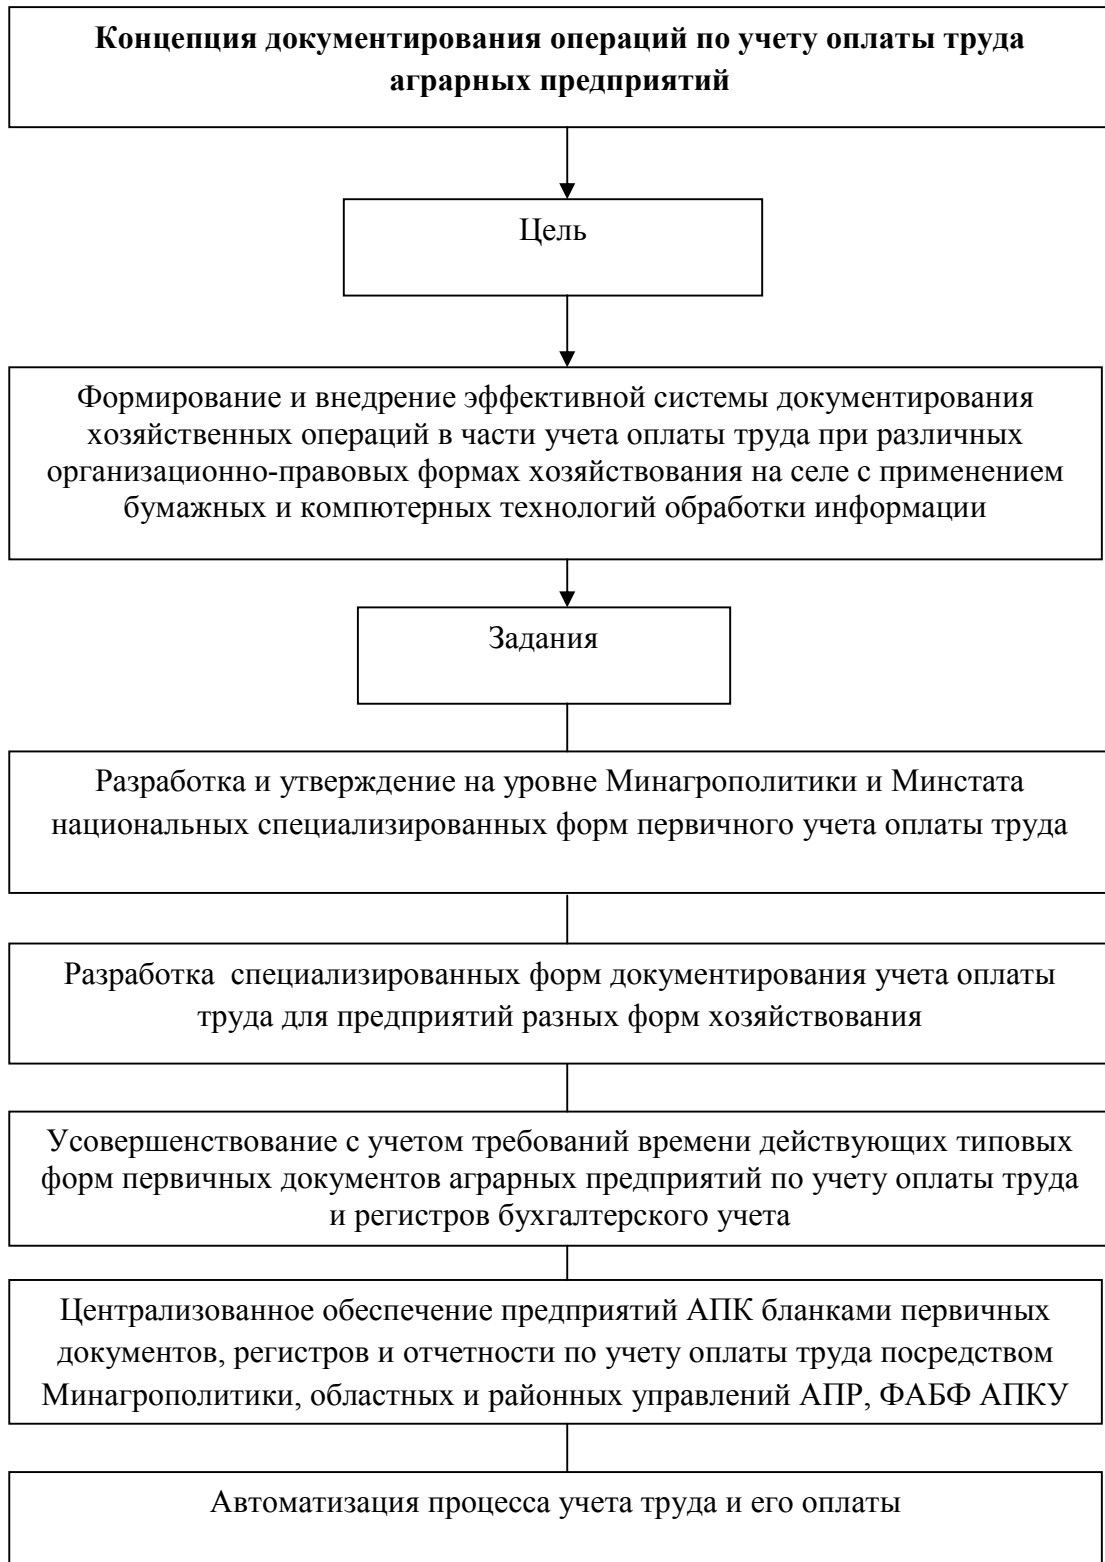 Концепция документирования операций по учету оплаты труда
аграрных предприятий
Цель
Формирование и внедрение эффективной системы документирования
хозяйственных операций в части учета оплаты труда при различных
организационно-правовых формах хозяйствования на селе с применением
бумажных и компютерных технологий обработки информации
Задания
Разработка и утверждение на уровне Минагрополитики и Минстата
национальных специализированных форм первичного учета оплаты труда
Разработка  специализированных форм документирования учета оплаты
труда для предприятий разных форм хозяйствования
Усовершенствование с учетом требований времени действующих типовых
форм первичных документов аграрных предприятий по учету оплаты труда
и регистров бухгалтерского учета
Централизованное обеспечение предприятий АПК бланками первичных
документов, регистров и отчетности по учету оплаты труда посредством
Минагрополитики, областных и районных управлений АПР, ФАБФ АПКУ
Автоматизация процесса учета труда и его оплаты